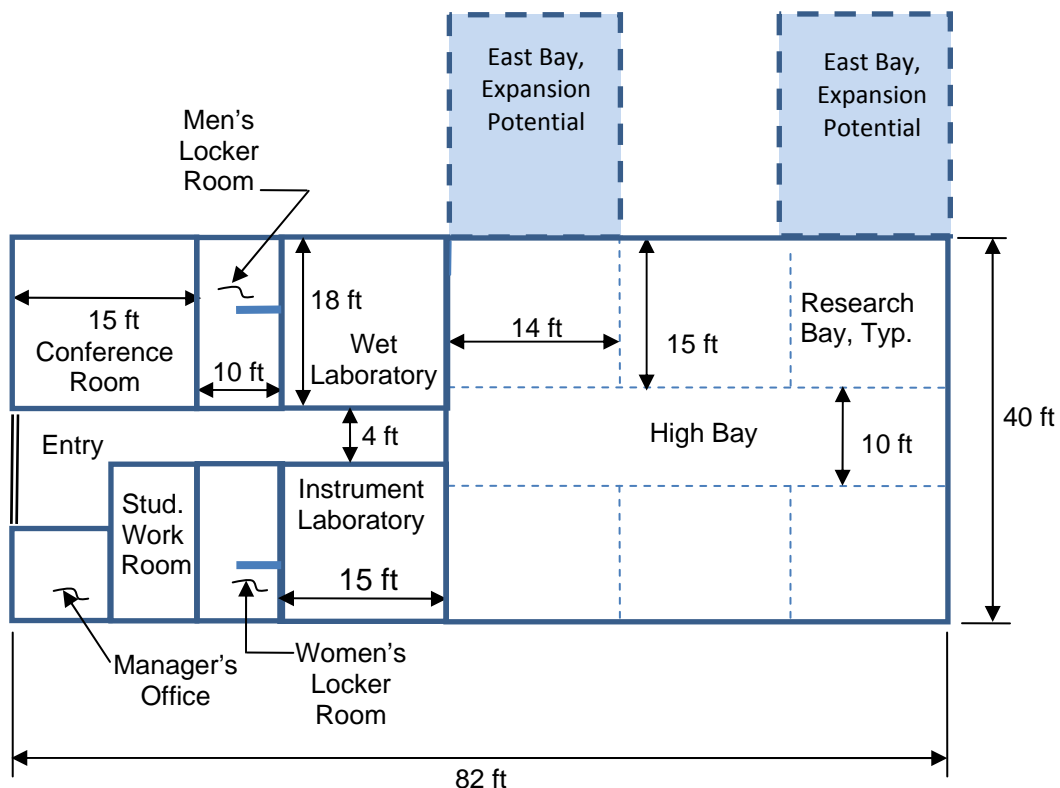 East Bay,
Expansion
Potential
East Bay,
Expansion
Potential
Men's
Locker
Room
15 ft
Conference
Room
10 ft
18 ft
Wet
Laboratory
14 ft
15 ft
Research
Bay, Typ.
Entry
4 ft
High Bay
10 ft
40 ft
Stud.
Work
Room
Instrument
Laboratory
15 ft
Manager's
Office
Women's
Locker
Room
82 ft